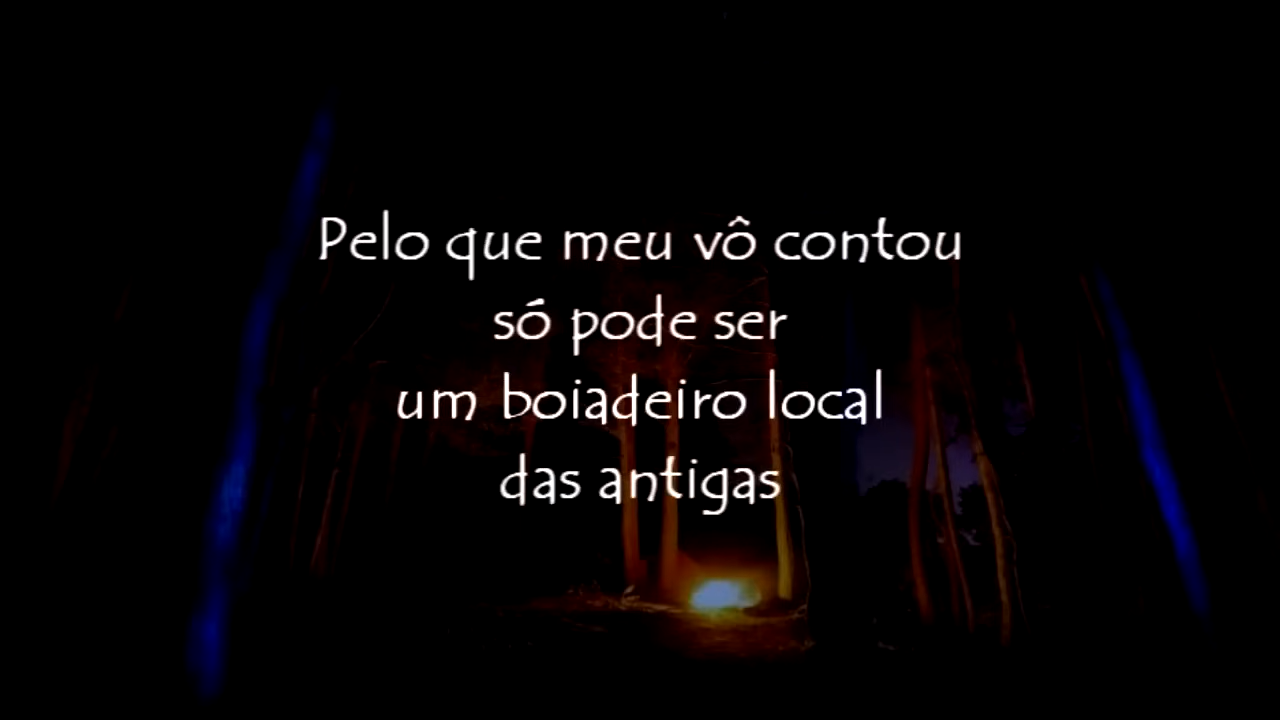 Pelo que meu vô contou
só pode ser
um boiadeiro local
das antigas